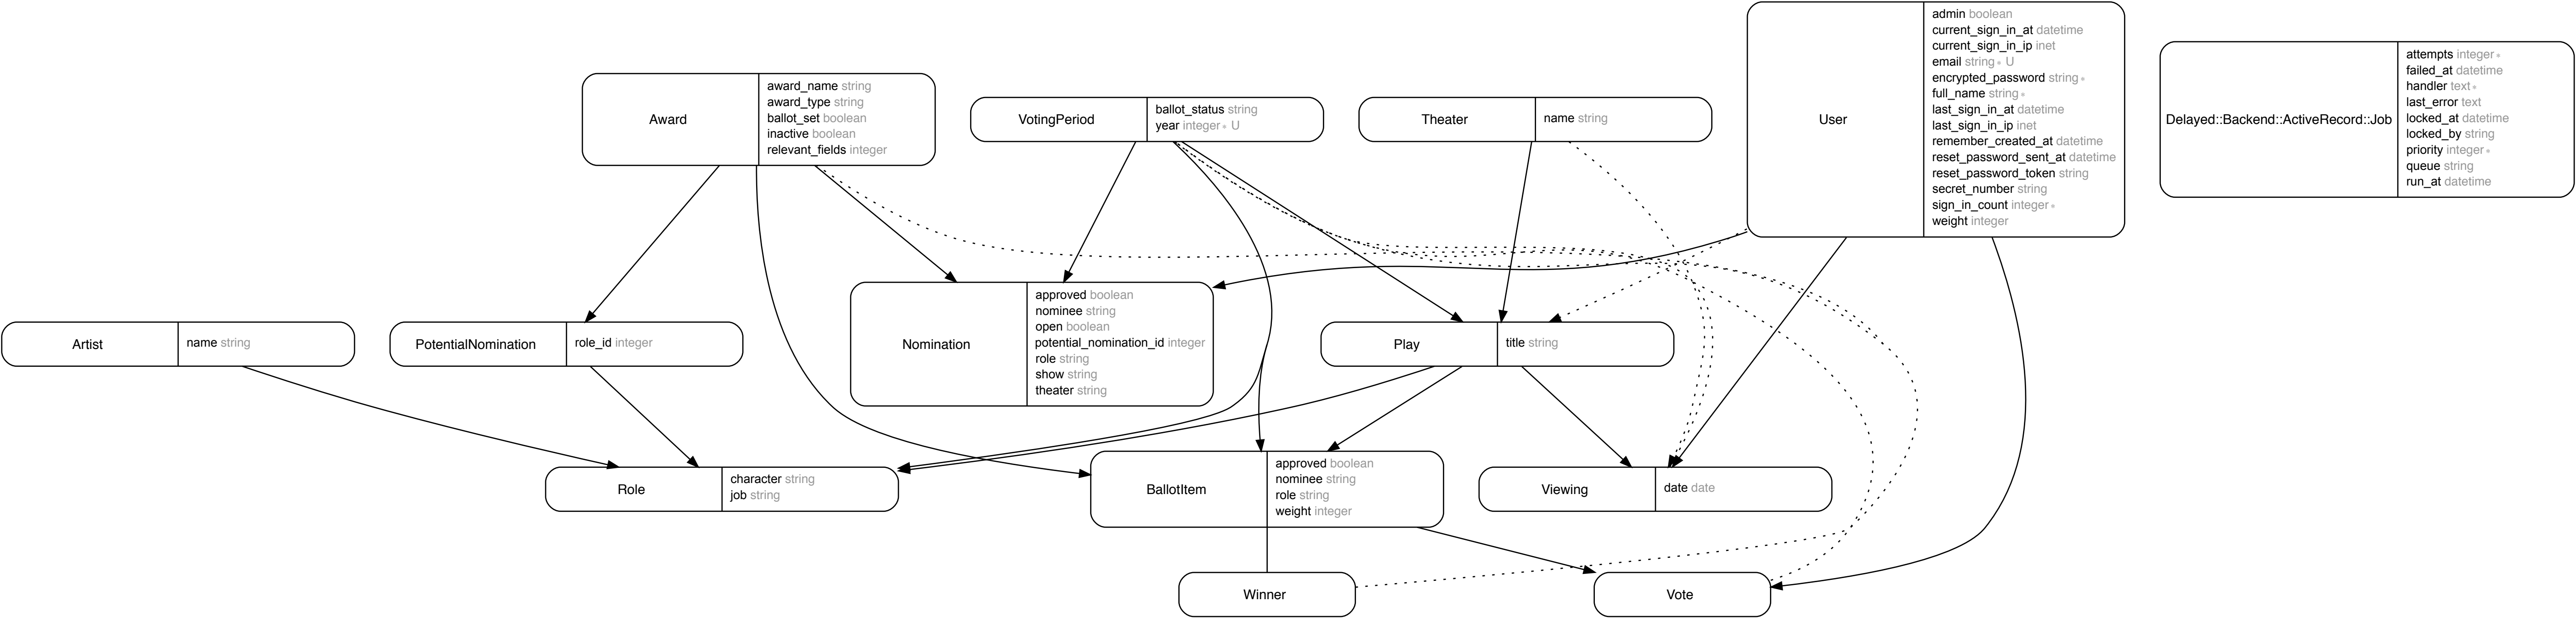 Award
award_name string
award_type string
ballot_set boolean
inactive boolean
relevant_fields integer
VotingPeriod
ballot_status string
year integer ∗ U
Theater
name string
User
admin boolean
current_sign_in_at datetime
current_sign_in_ip inet
email string ∗ U
encrypted_password string ∗
full_name string ∗
last_sign_in_at datetime
last_sign_in_ip inet
remember_created_at datetime
reset_password_sent_at datetime
reset_password_token string
secret_number string
sign_in_count integer ∗
weight integer
Delayed::Backend::ActiveRecord::Job
attempts integer ∗
failed_at datetime
handler text ∗
last_error text
locked_at datetime
locked_by string
priority integer ∗
queue string
run_at datetime
Artist
name string
PotentialNomination
role_id integer
Nomination
approved boolean
nominee string
open boolean
potential_nomination_id integer
role string
show string
theater string
Play
title string
Role
character string
job string
BallotItem
approved boolean
nominee string
role string
weight integer
Viewing
date date
Winner
Vote